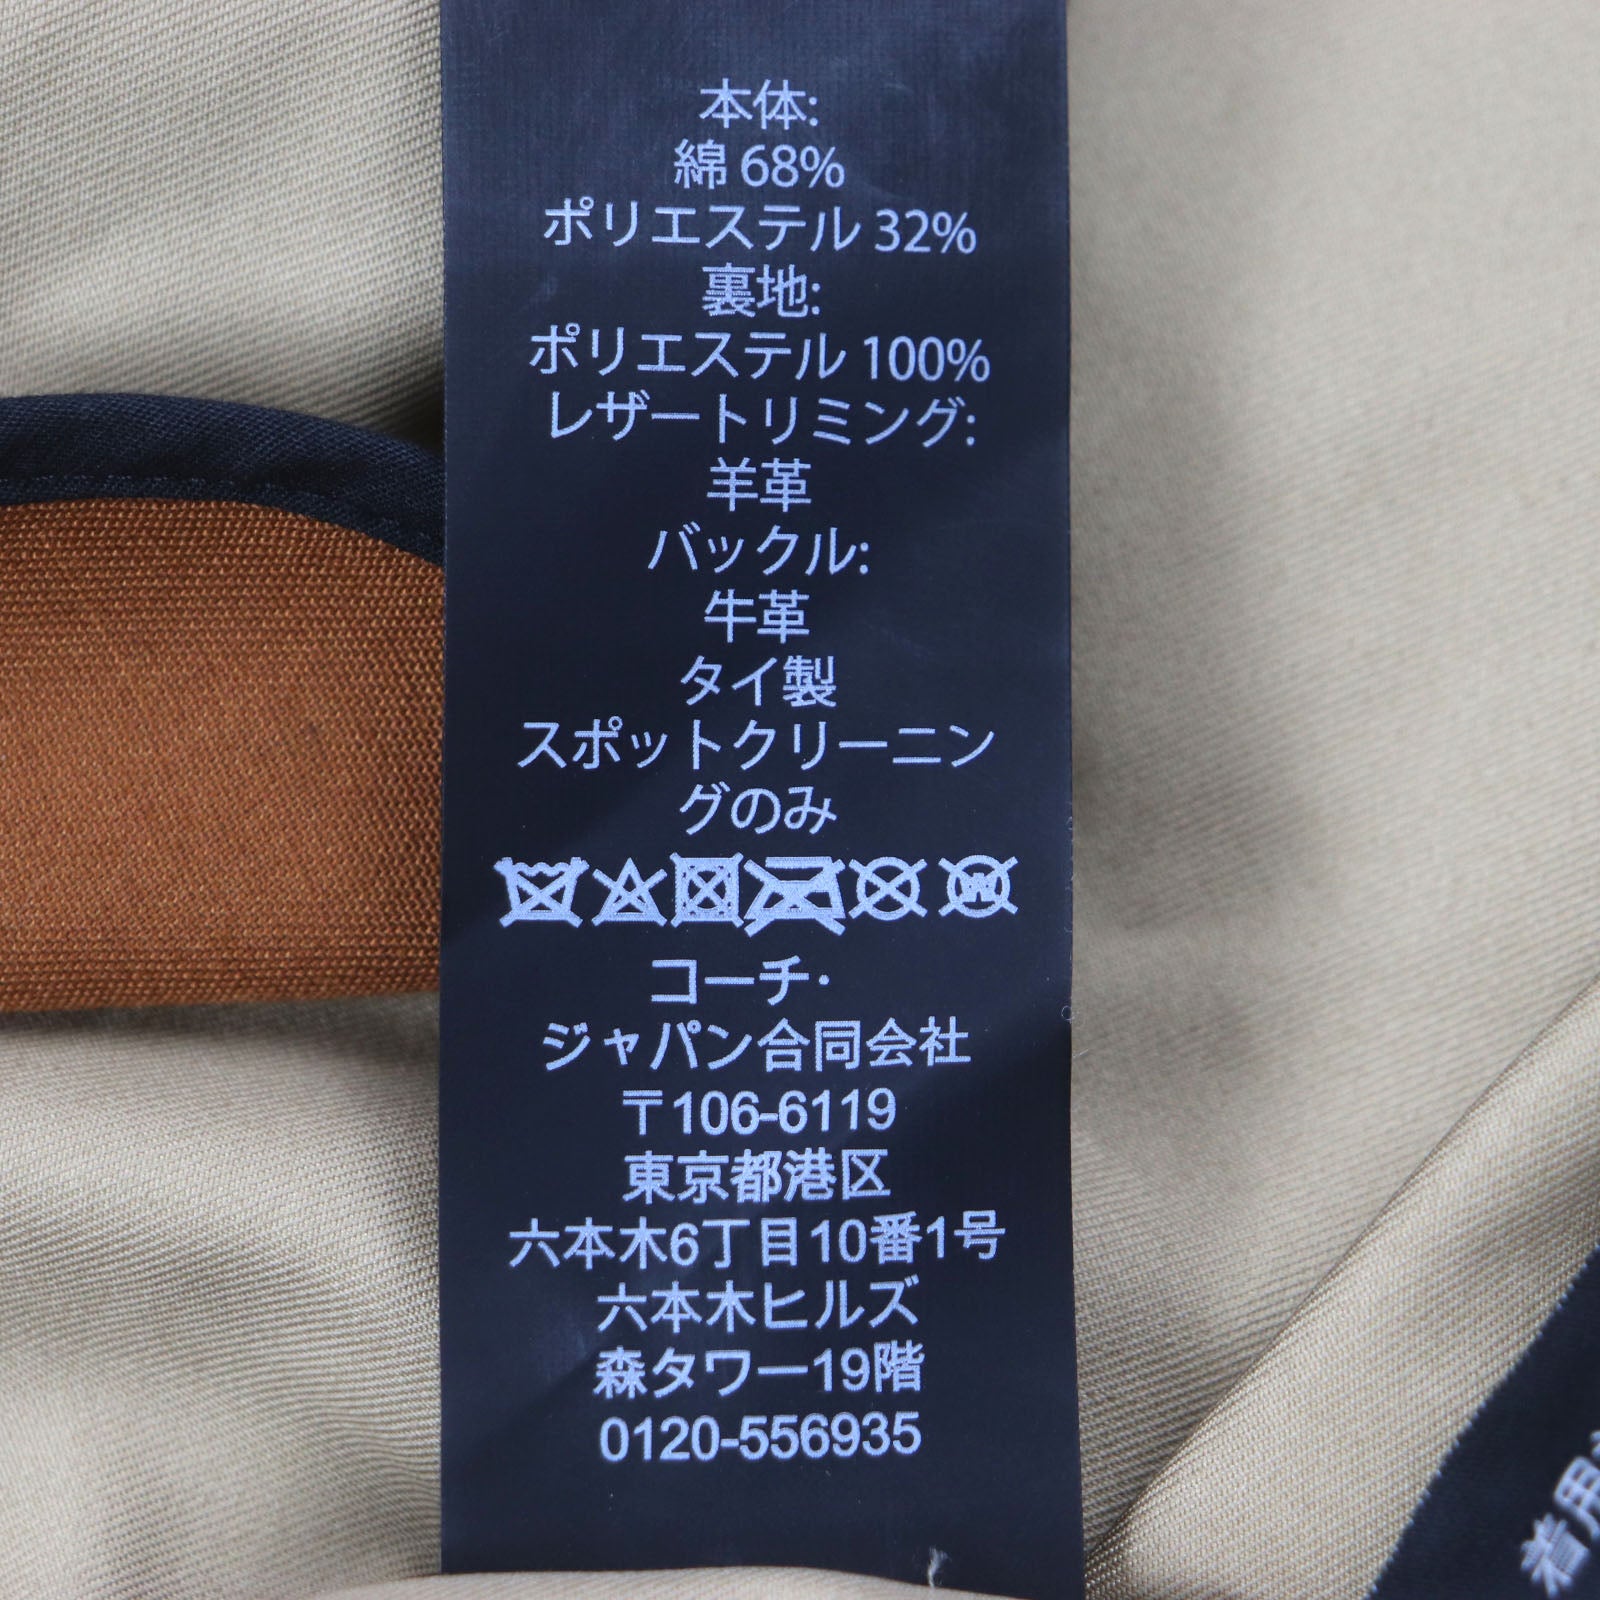 本体:
綿 68%
ポリエステル 32%
裏地:
ポリエステル 100%
レザートリミング:
羊革
バックル:
牛革
タイ製
スポットクリーニン
グのみ
W
コーチ・
ジャパン合同会社
〒106-6119
東京都港区
六本木6丁目10番1号
六本木ヒルズ
森タワー19階
0120-556935
着用